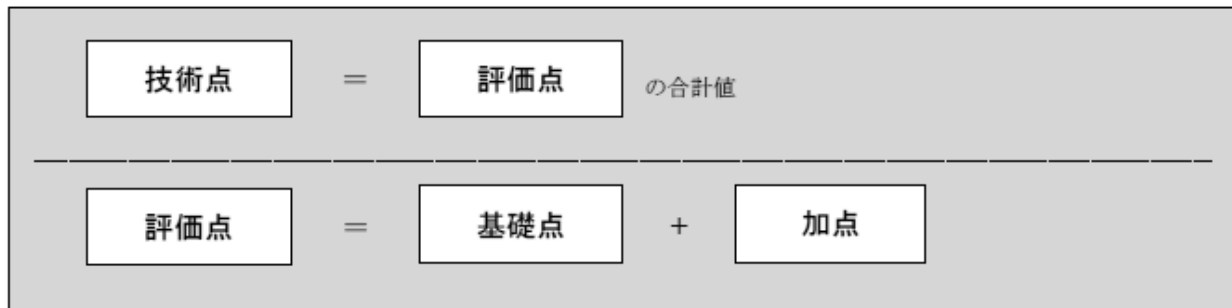 技術点 ＝ 評価点 の合計値
評価点 ＝ 基礎点 + 加点